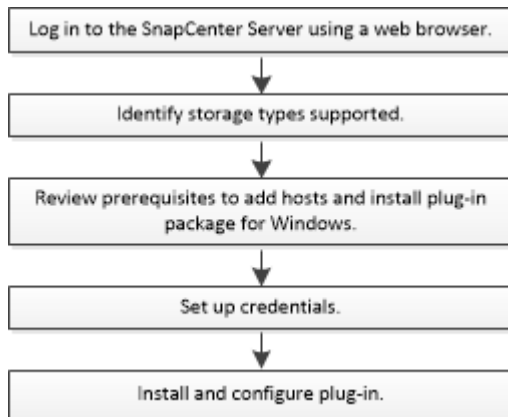 Log in to the SnapCenter Server using a web browser.
Identify storage types supported.
Review prerequisites to add hosts and install plug-in
package for Windows.
Set up credentials.
Install and configure plug-in.